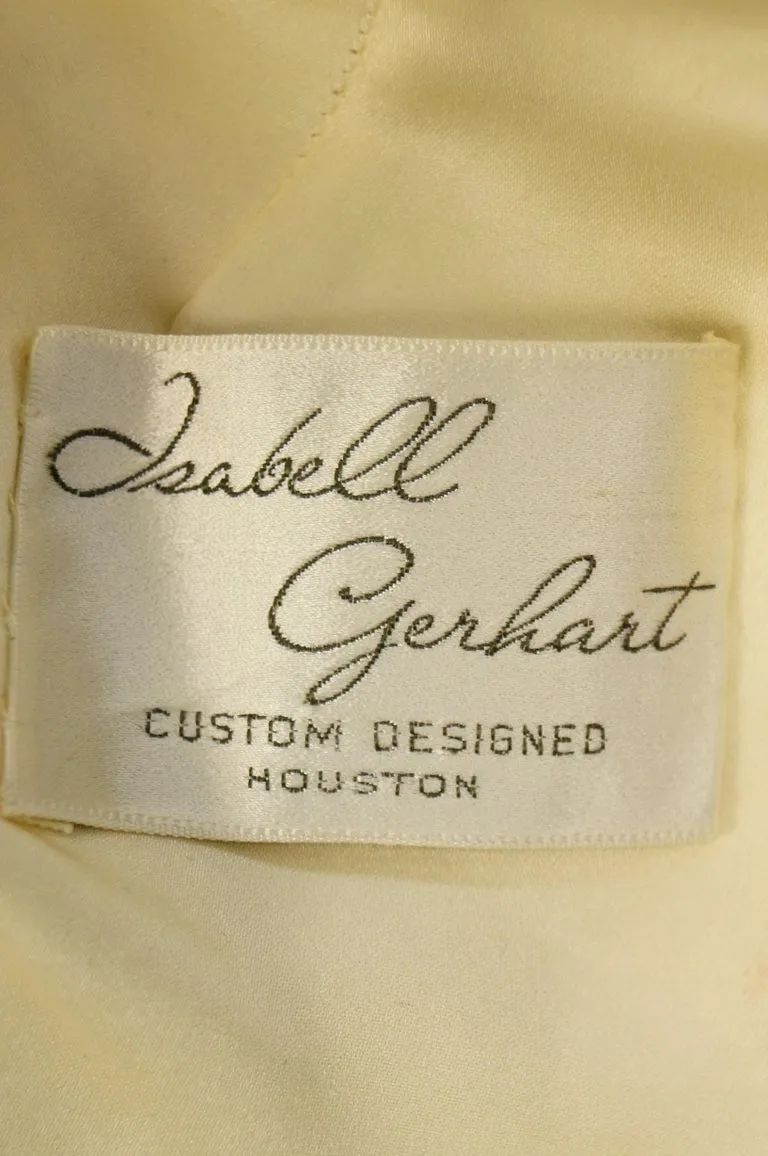 Isabell
Gerhart
CUSTOM DESIGNED
HOUSTON